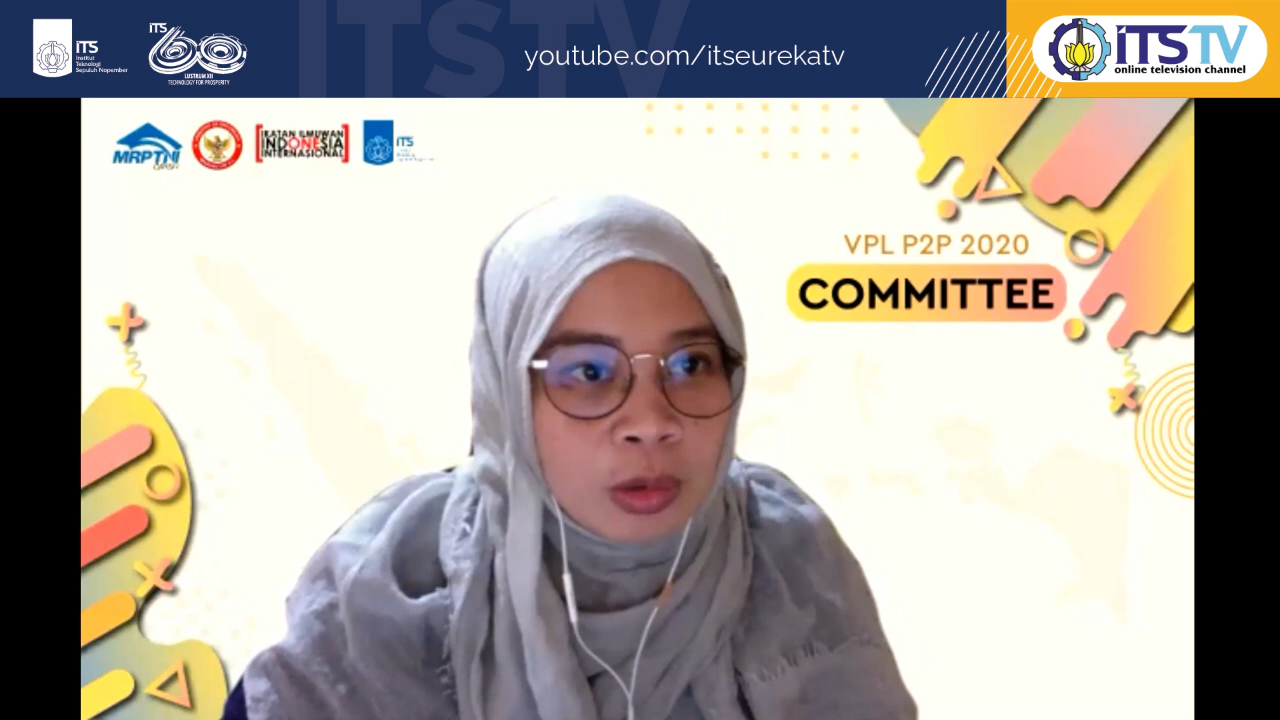 iTS
Institut
Teknologi
Sepuluh Nopember
iTS
60
LUSTRUM XII
TECHNOLOGY FOR PROSPERITY
ITSTV
youtube.com/itseurekatv
iTSTV
online television channel
MRPTNI
IKATAN ILMUWAN
INDONESIA
INTERNASIONAL
iTS
VPL P2P 2020
COMMITTEE